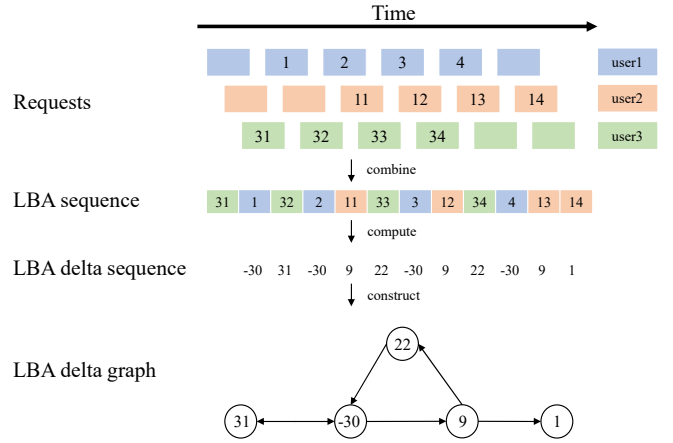 Time
1 2 3 4 user1
Requests 11 12 13 14 user2
31 32 33 34 user3
combine
LBA sequence 31 1 32 2 11 33 3 12 34 4 13 14
compute
LBA delta sequence -30 31 -30 9 22 -30 9 22 -30 9 1
construct
22
LBA delta graph
31 -30 9 1